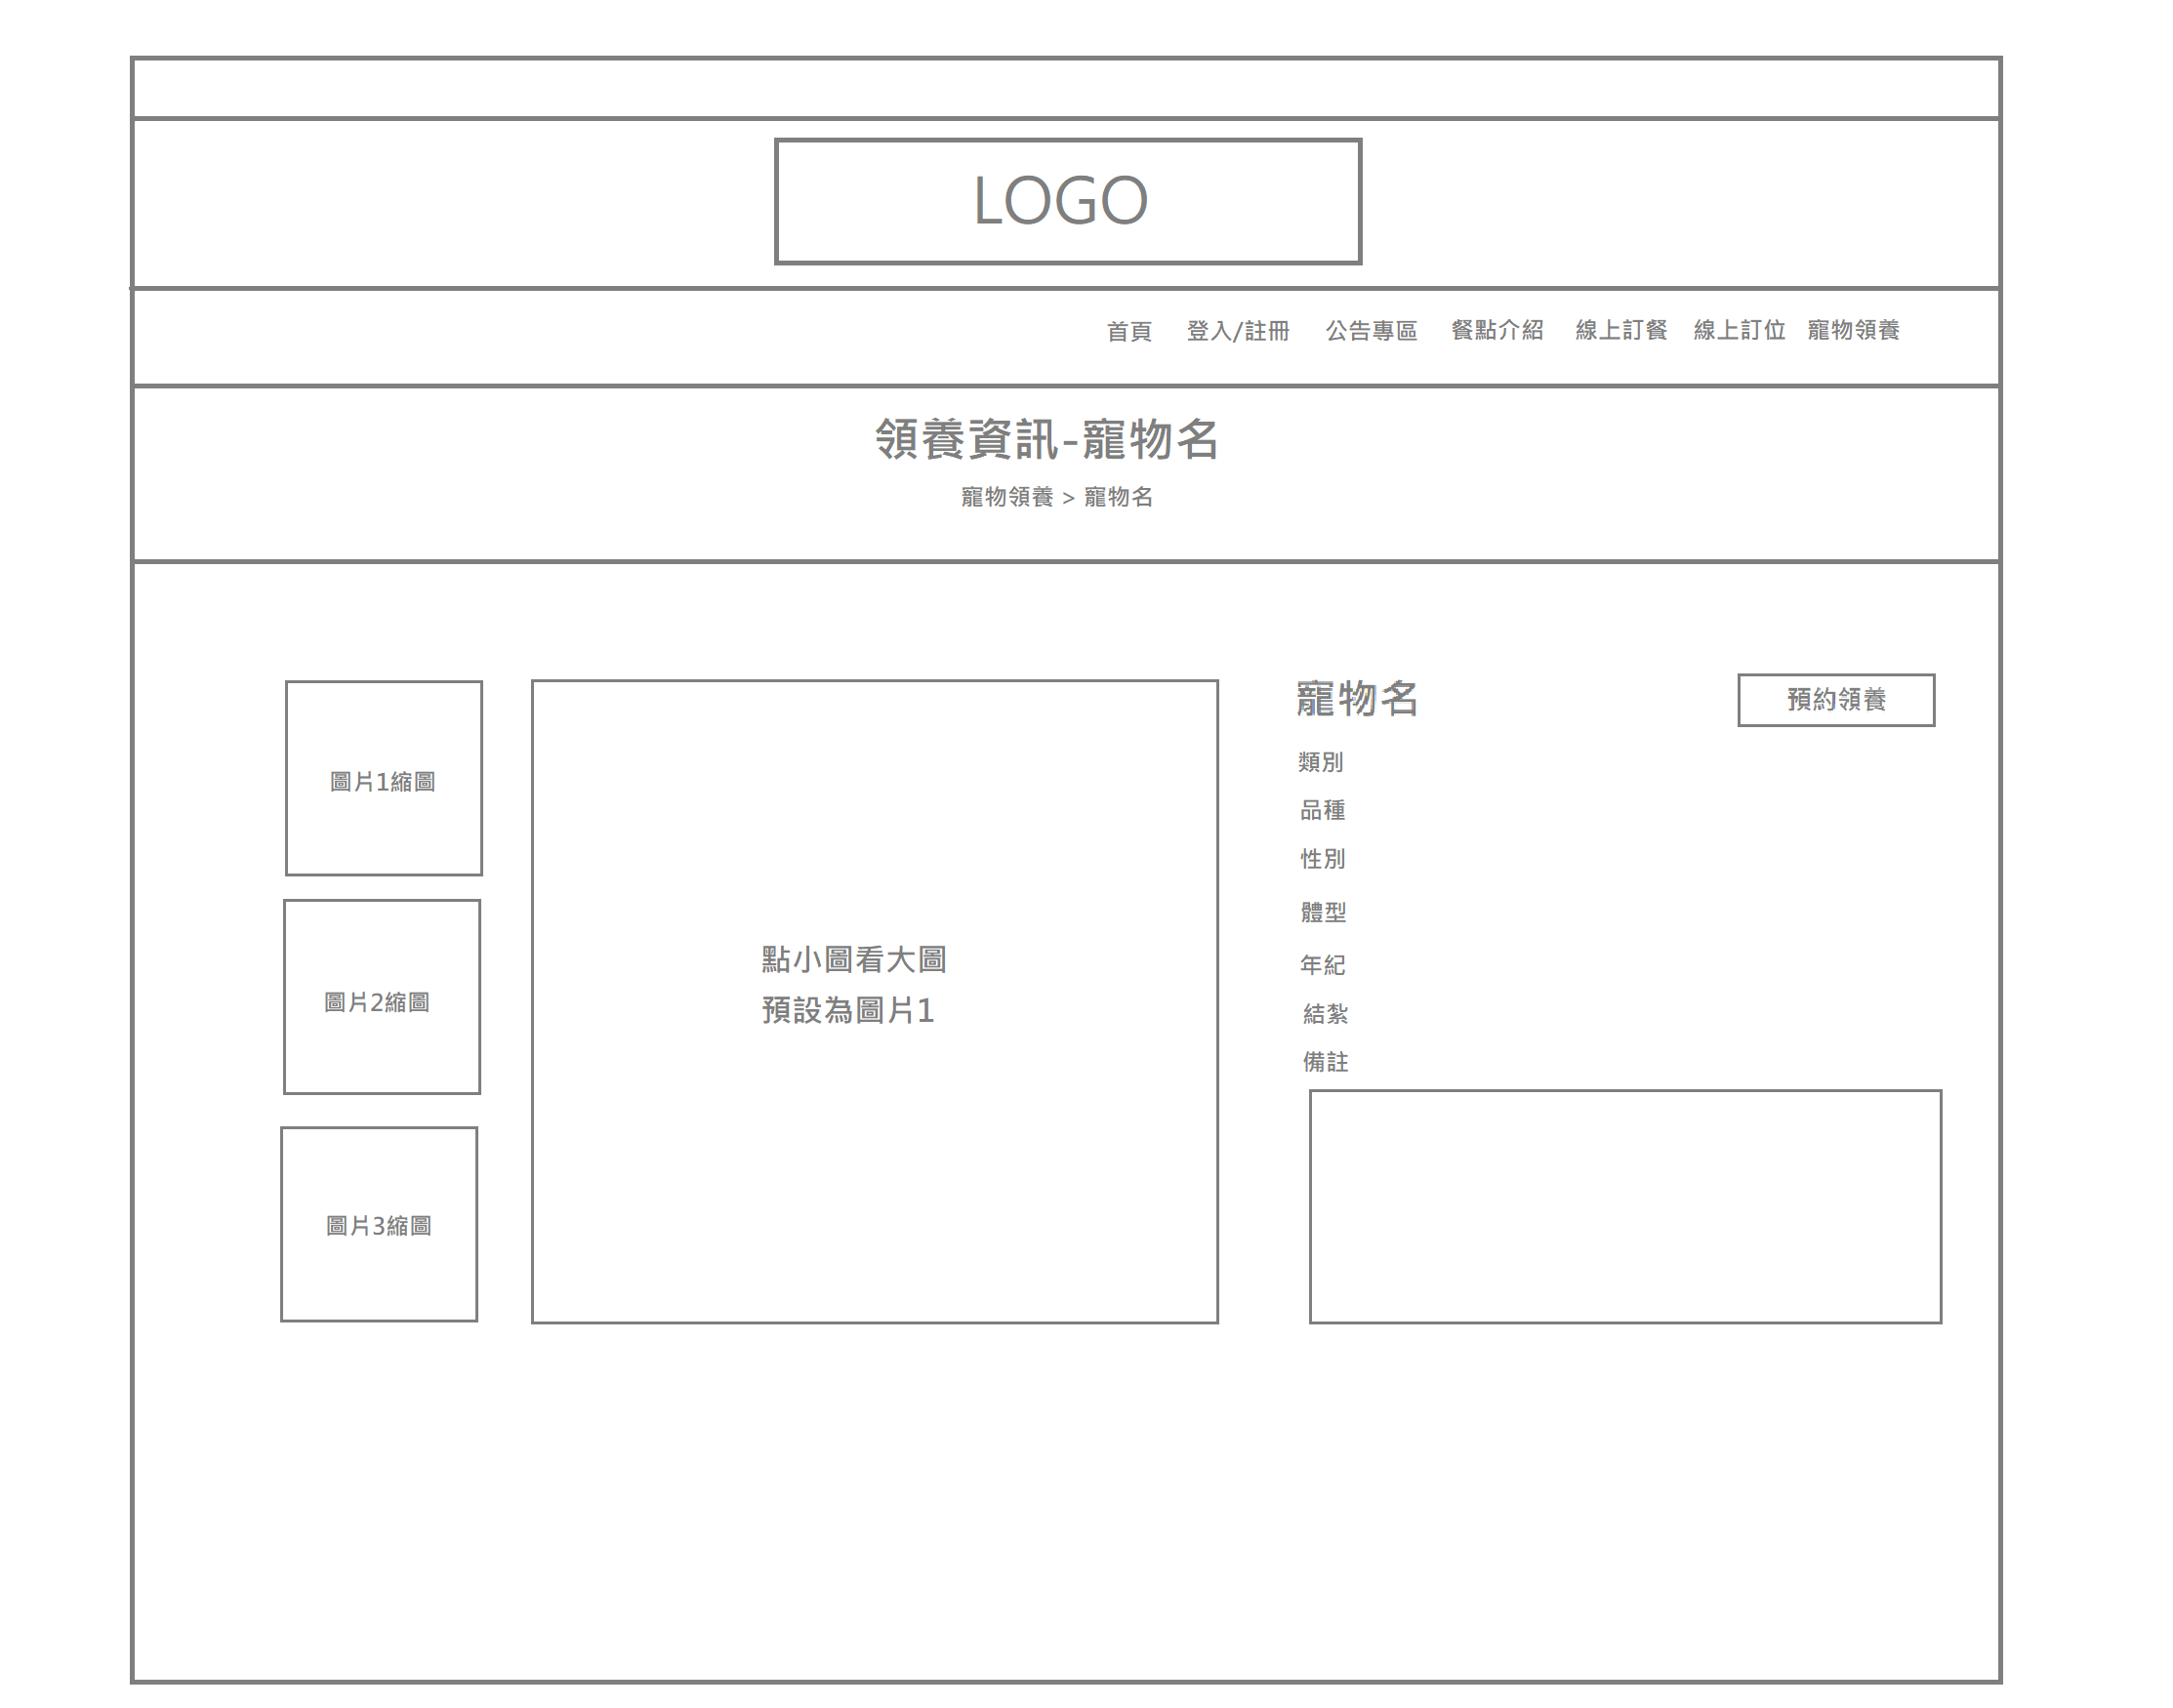 LOGO
首頁 登入/註冊 公告專區 餐點介紹 線上訂餐 線上訂位 寵物領養
領養資訊-寵物名
寵物領養 > 寵物名
圖片1縮圖
圖片2縮圖
圖片3縮圖
點小圖看大圖
預設為圖片1
寵物名
預約領養
類別
品種
性別
體型
年紀
結紮
備註